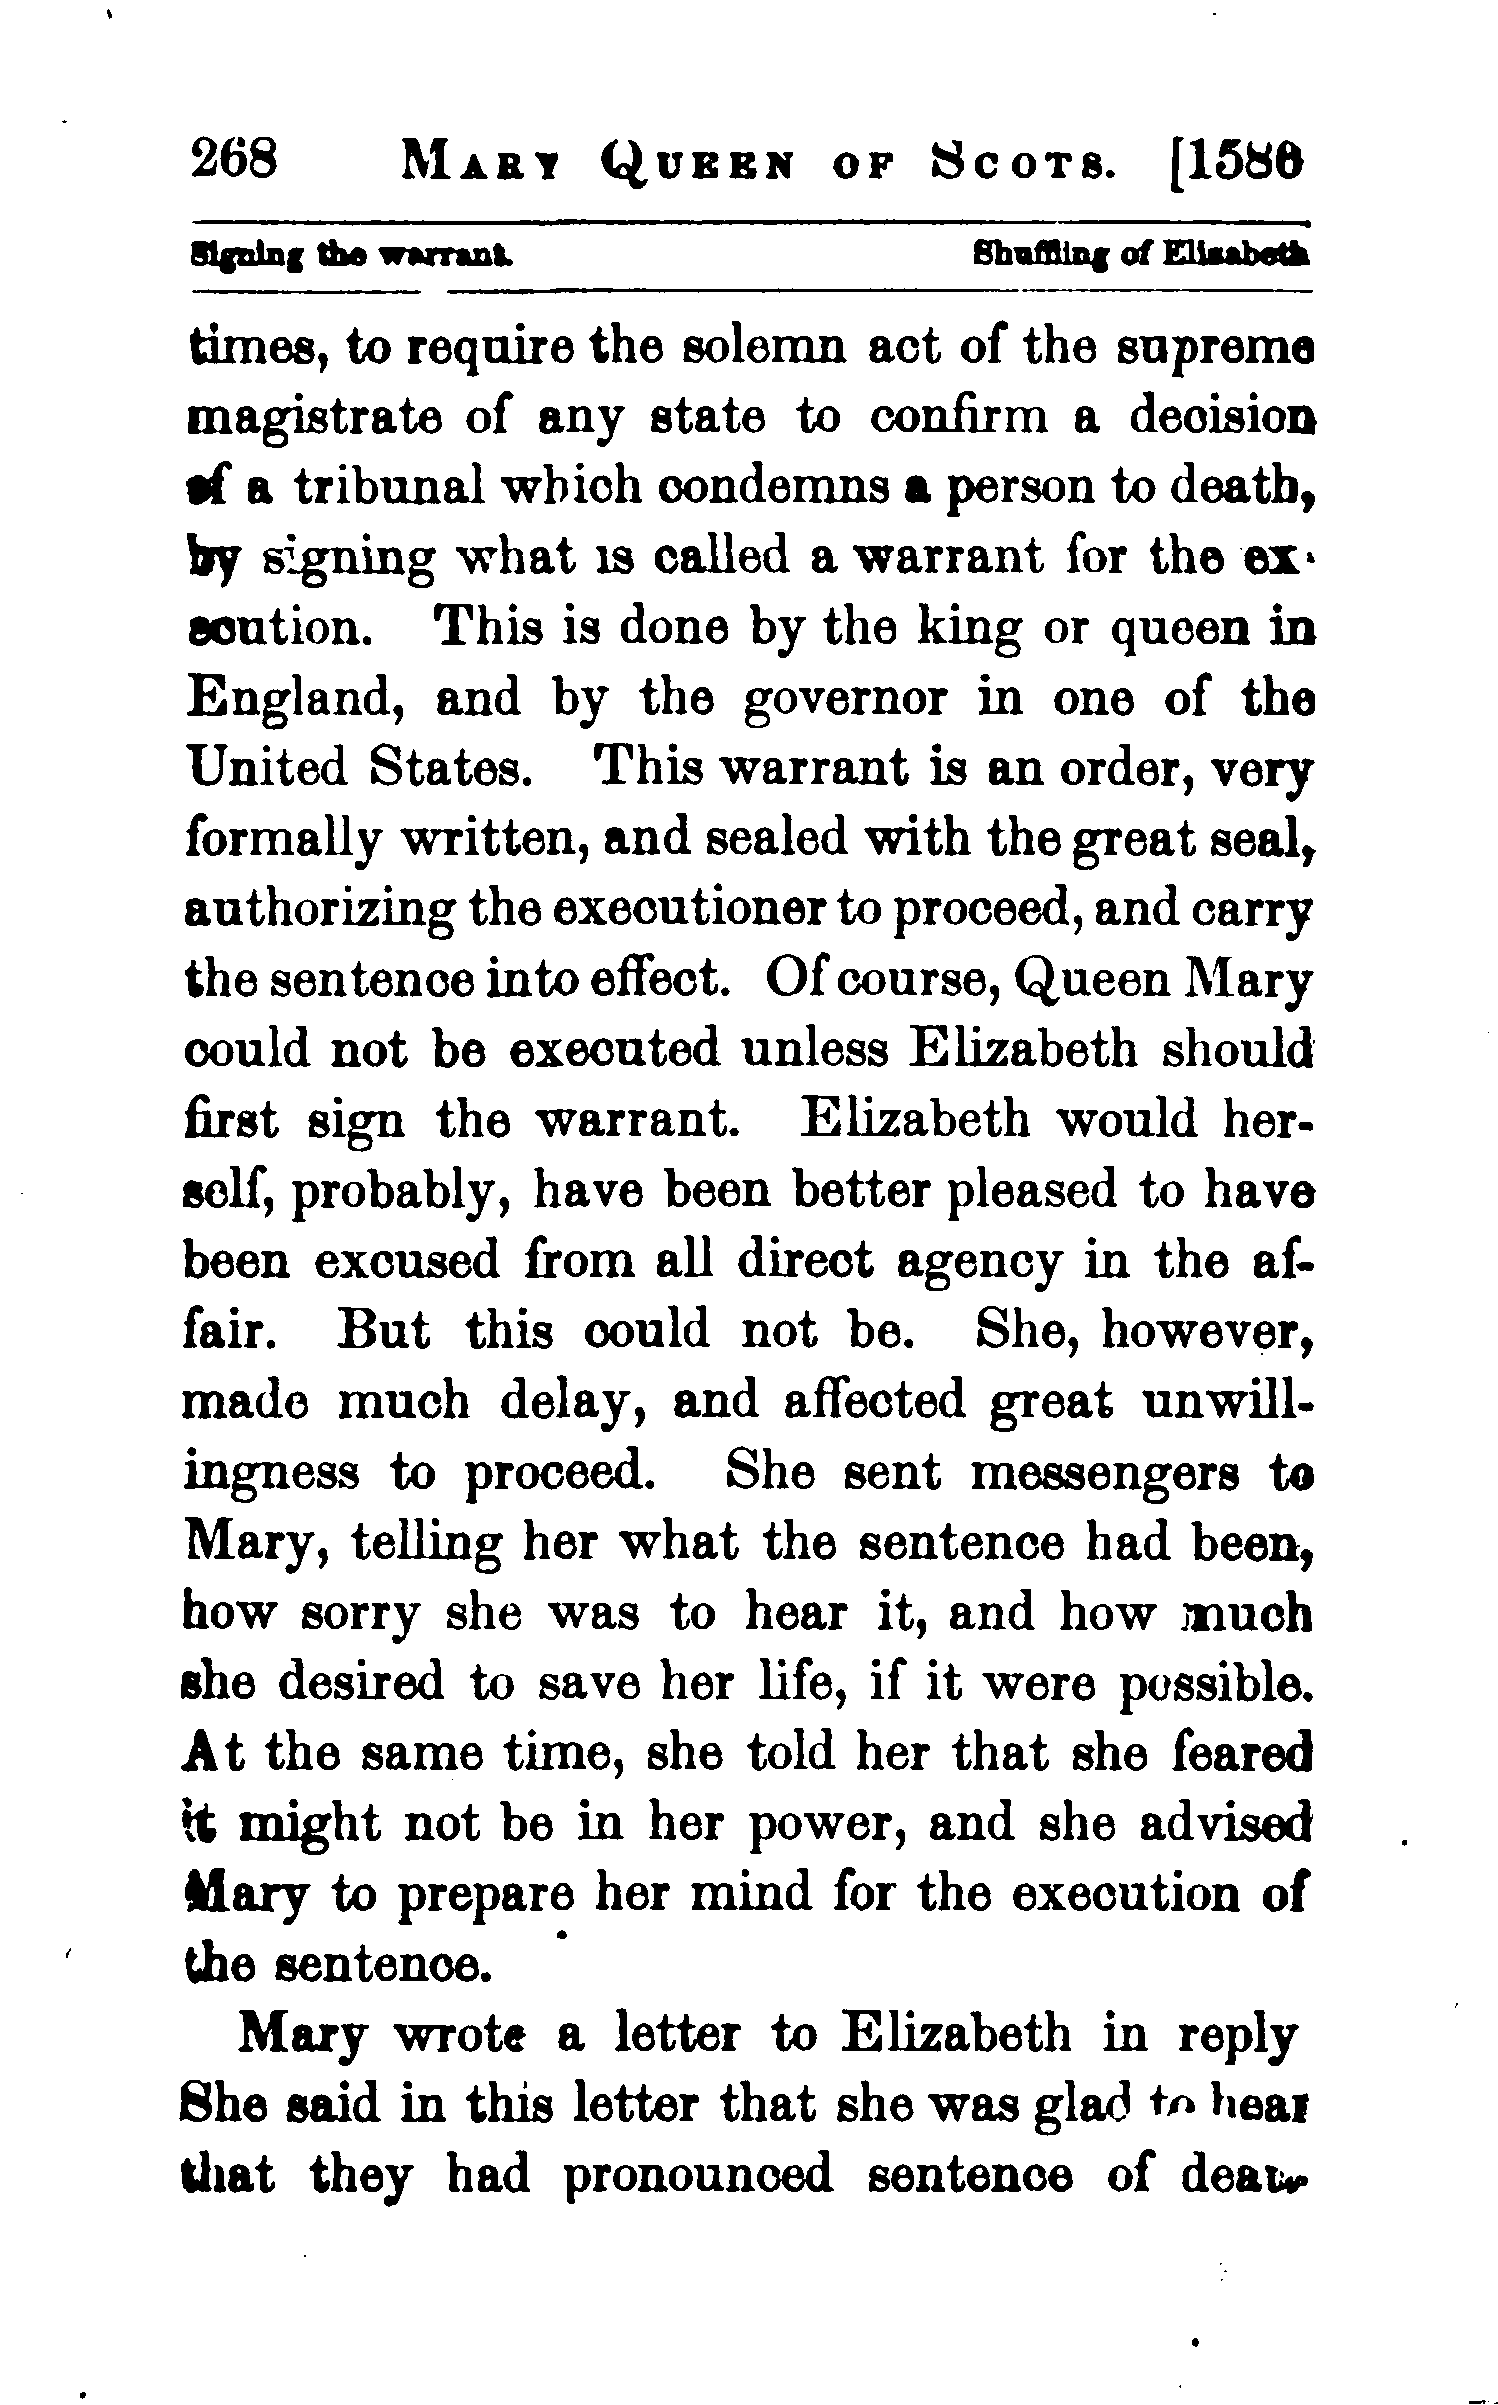 268 MARY QUEEN OF SCOTS. [1586
Signing the warrant. Shuffling of Elizabeth
times, to require the solemn act of the supreme
magistrate of any state to confirm a decision
of a tribunal which condemns a person to death,
by signing what is called a warrant for the ex-
ecution. This is done by the king or queen in
England, and by the governor in one of the
United States. This warrant is an order, very
formally written, and sealed with the great seal,
authorizing the executioner to proceed, and carry
the sentence into effect. Of course, Queen Mary
could not be executed unless Elizabeth should
first sign the warrant. Elizabeth would her-
self, probably, have been better pleased to have
been excused from all direct agency in the af-
fair. But this could not be. She, however,
made much delay, and affected great unwill-
ingness to proceed. She sent messengers to
Mary, telling her what the sentence had been,
how sorry she was to hear it, and how much
she desired to save her life, if it were possible.
At the same time, she told her that she feared
it might not be in her power, and she advised
Mary to prepare her mind for the execution of
the sentence.
Mary wrote a letter to Elizabeth in reply
She said in this letter that she was glad to hear
that they had pronounced sentence of death